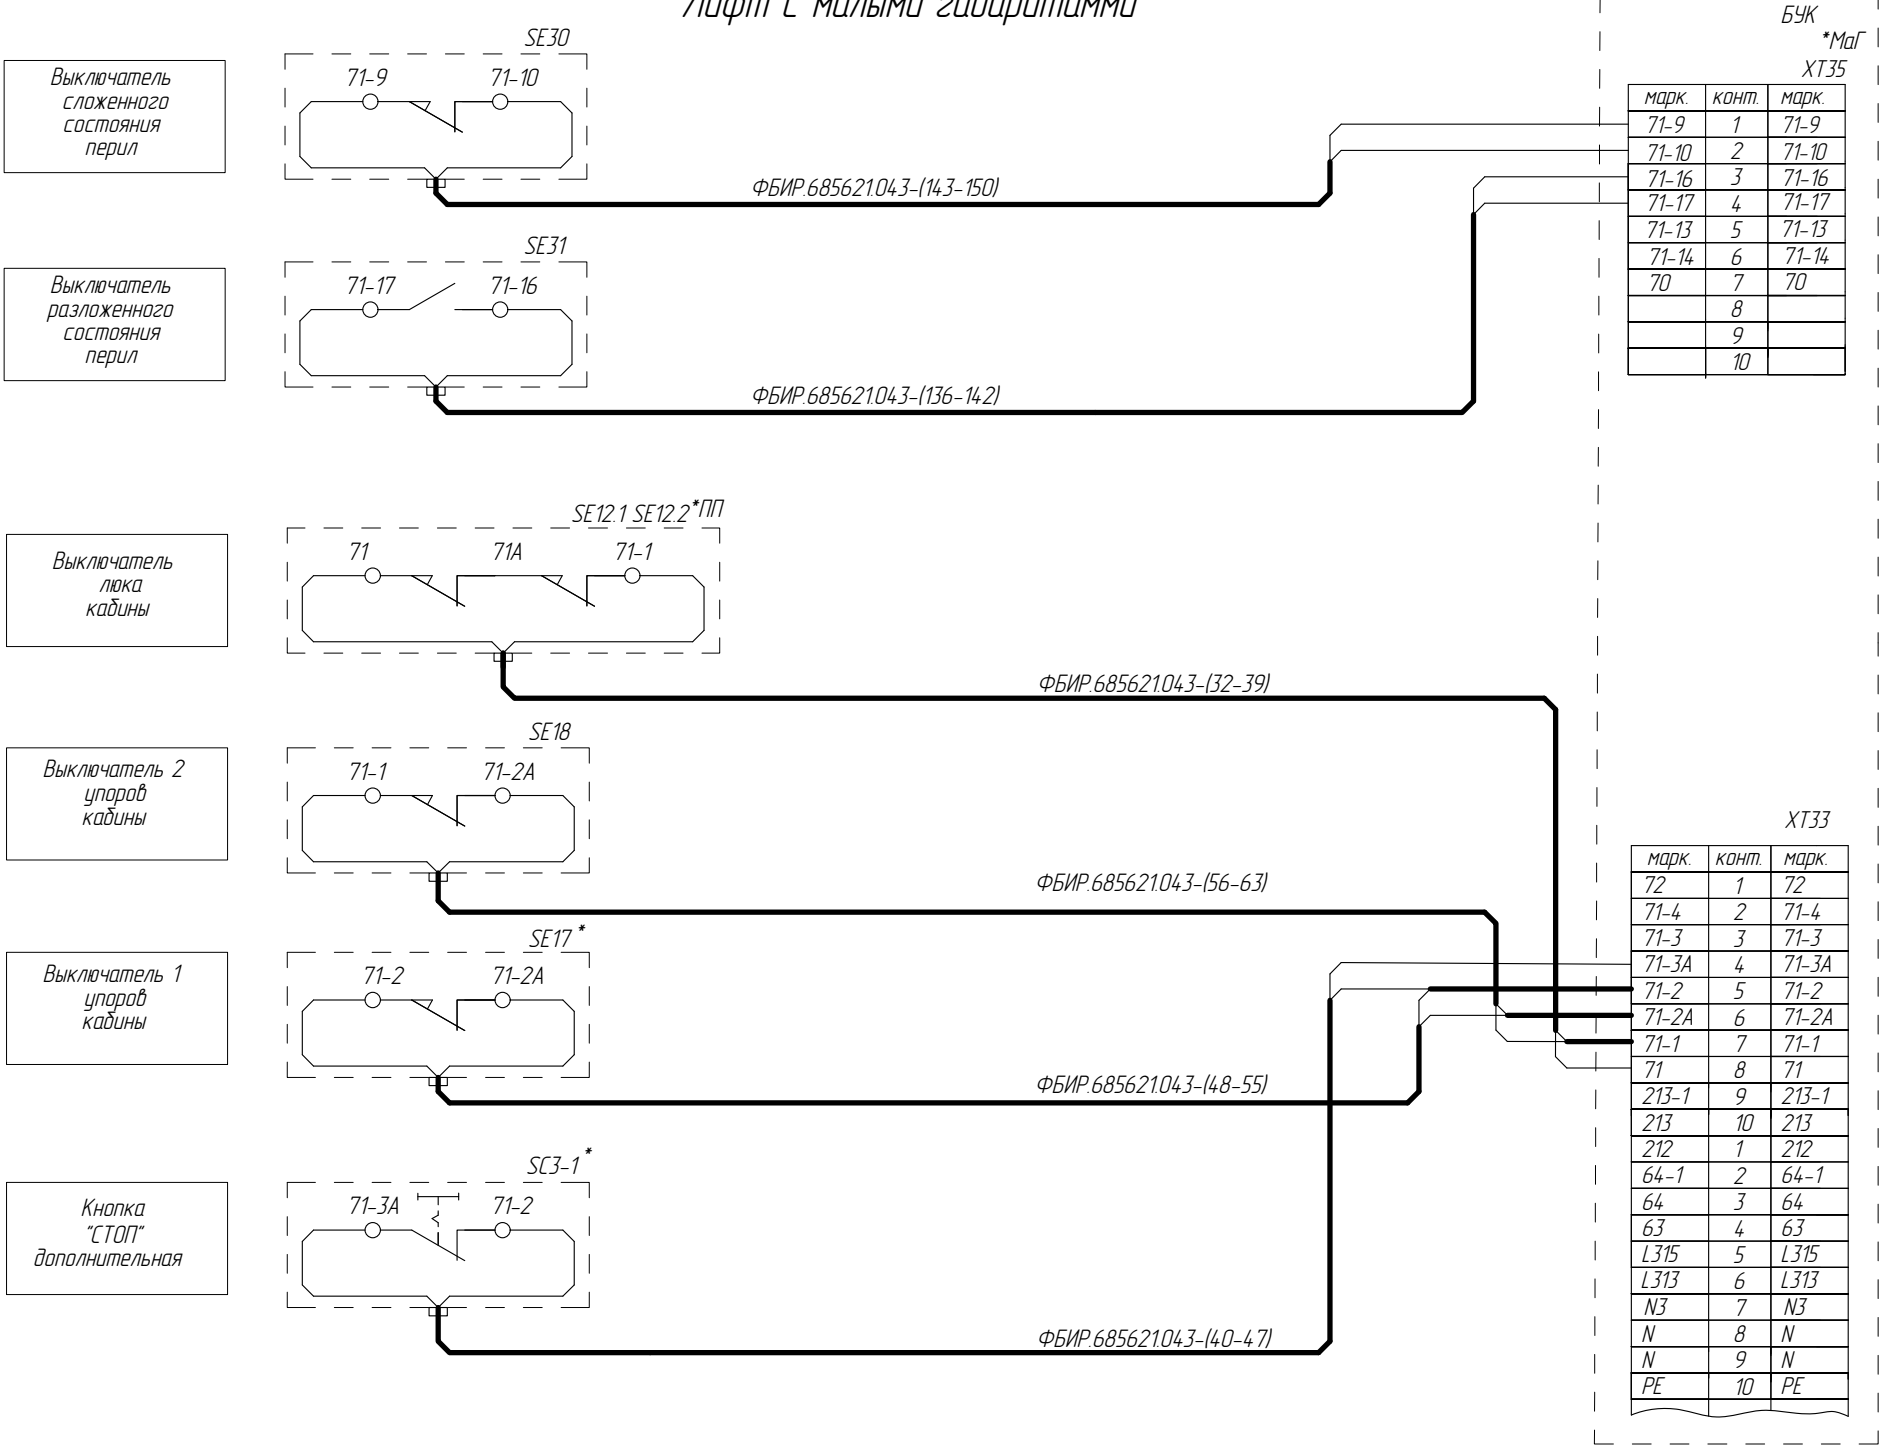 Лифт с малыми габаритами
БУК
*МаГ
Выключатель
сложенного
состояния
перил
SE30
71-9 71-10
ФБИР.685621.043-(143-150)
XT35
марк. конт. марк.
71-9 1 71-9
71-10 2 71-10
71-16 3 71-16
71-17 4 71-17
71-13 5 71-13
71-14 6 71-14
70 7 70
8
9
10
Выключатель
разложенного
состояния
перил
SE31
71-17 71-16
ФБИР.685621.043-(136-142)
Выключатель
люка
кабины
SE12.1 SE12.2 *ПП
71 71A 71-1
ФБИР.685621.043-(32-39)
Выключатель 2
упоров
кабины
SE18
71-1 71-2A
ФБИР.685621.043-(56-63)
Выключатель 1
упоров
кабины
SE17 *
71-2 71-2A
ФБИР.685621.043-(48-55)
Кнопка
"СТОП"
дополнительная
SC3-1 *
71-3A 71-2
ФБИР.685621.043-(40-47)
XT33
марк. конт. марк.
72 1 72
71-4 2 71-4
71-3 3 71-3
71-3A 4 71-3A
71-2 5 71-2
71-2A 6 71-2A
71-1 7 71-1
71 8 71
213-1 9 213-1
213 10 213
212 1 212
64-1 2 64-1
64 3 64
63 4 63
L315 5 L315
L313 6 L313
N3 7 N3
N 8 N
N 9 N
PE 10 PE